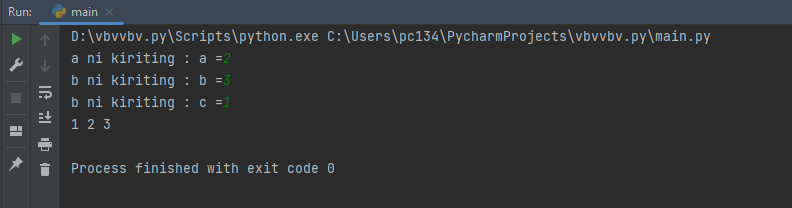 Run: main
D:\vbvvbv.py\Scripts\python.exe C:\Users\pc134\PycharmProjects\vbvvbv.py\main.py
a ni kiriting : a =2
b ni kiriting : b =3
b ni kiriting : c =1
1 2 3
Process finished with exit code 0